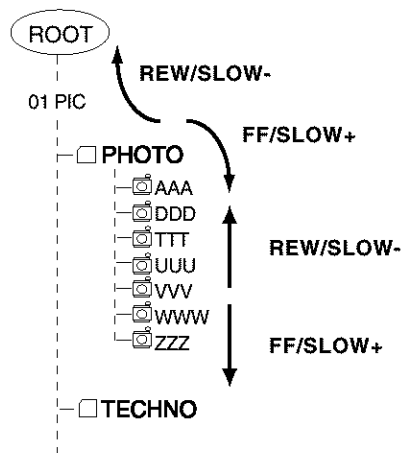 ROOT
REW/SLOW-
01 PIC
FF/SLOW+
PHOTO
AAA
DDD
TTT
REW/SLOW-
UUU
VVV
WWW
ZZZ
FF/SLOW+
TECHNO